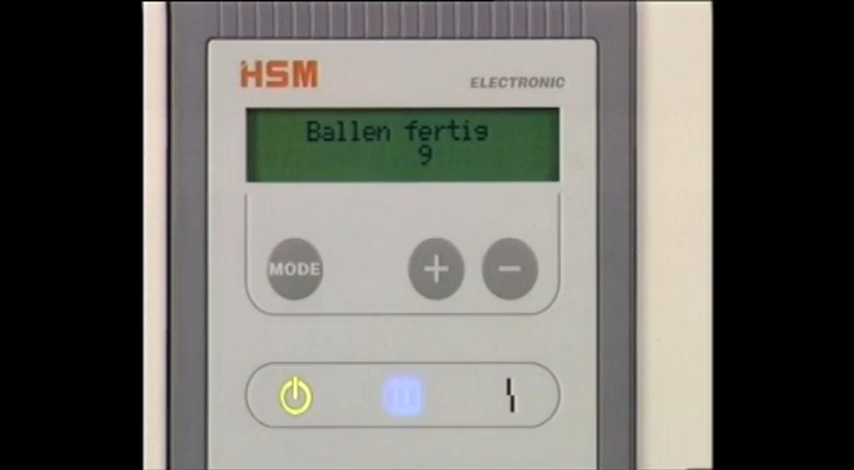 HSM
ELECTRONIC
Ballen fertig
9
MODE
+ −